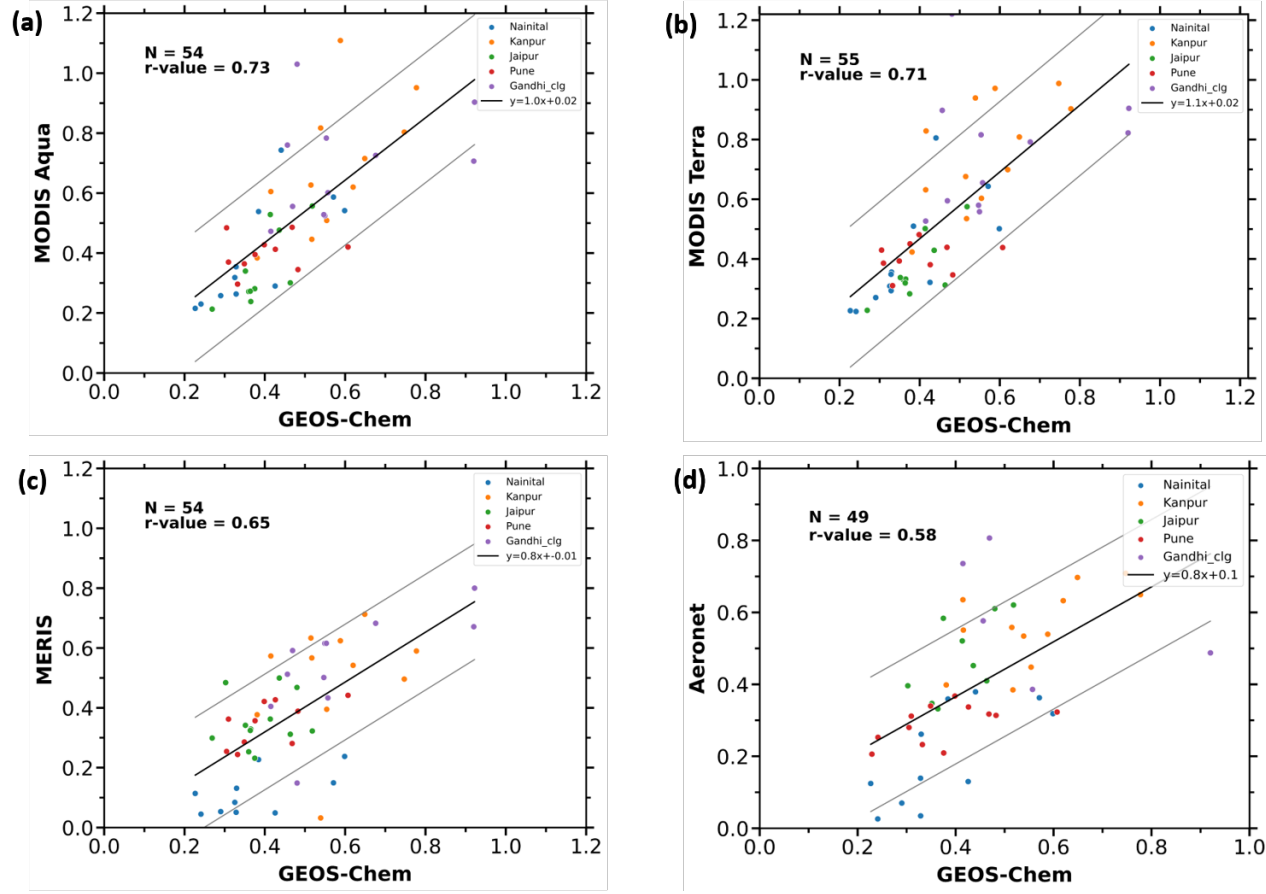 (a)
N = 54
r-value = 0.73
Nainital
Kanpur
Jaipur
Pune
Gandhi_clg
y=1.0x+0.02
MODIS Aqua
1.2
1.0
0.8
0.6
0.4
0.2
0.0
0.0 0.2 0.4 0.6 0.8 1.0 1.2
GEOS-Chem
(b)
N = 55
r-value = 0.71
Nainital
Kanpur
Jaipur
Pune
Gandhi_clg
y=1.1x+0.02
MODIS Terra
1.2
1.0
0.8
0.6
0.4
0.2
0.0
0.0 0.2 0.4 0.6 0.8 1.0 1.2
GEOS-Chem
(c)
N = 54
r-value = 0.65
Nainital
Kanpur
Jaipur
Pune
Gandhi_clg
y=0.8x+-0.01
MERIS
1.2
1.0
0.8
0.6
0.4
0.2
0.0
0.0 0.2 0.4 0.6 0.8 1.0 1.2
GEOS-Chem
(d)
N = 49
r-value = 0.58
Nainital
Kanpur
Jaipur
Pune
Gandhi_clg
y=0.8x+0.1
Aeronet
1.0
0.8
0.6
0.4
0.2
0.0
0.0 0.2 0.4 0.6 0.8 1.0
GEOS-Chem